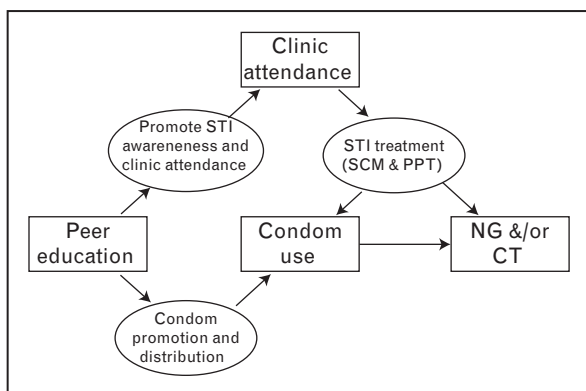 Clinic
attendance
Promote STI
awareness and
clinic attendance
STI treatment
(SCM & PPT)
Peer
education
Condom
use
NG &/or
CT
Condom
promotion and
distribution